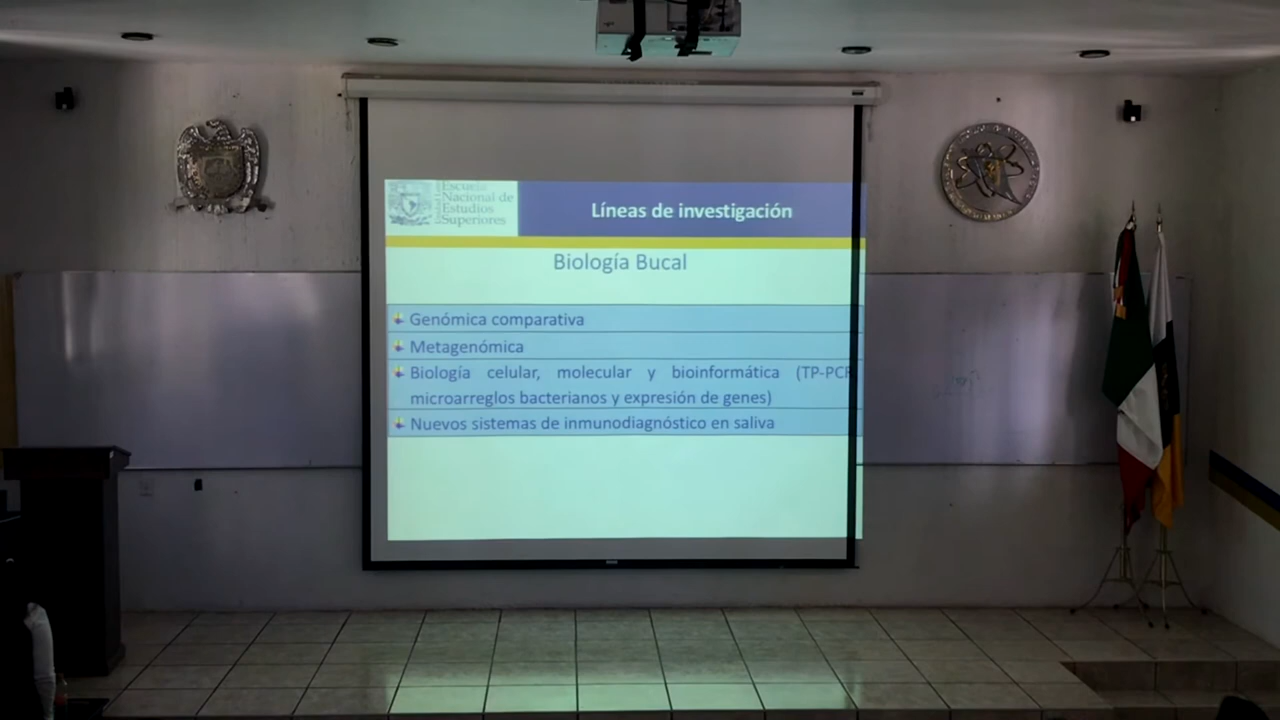 Escuela
Nacional de
Estudios
Superiores
Líneas de investigación
Biología Bucal
Genómica comparativa
Metagenómica
Biología celular, molecular y bioinformática (TP-PCR
microarreglos bacterianos y expresión de genes)
Nuevos sistemas de inmunodiagnóstico en saliva